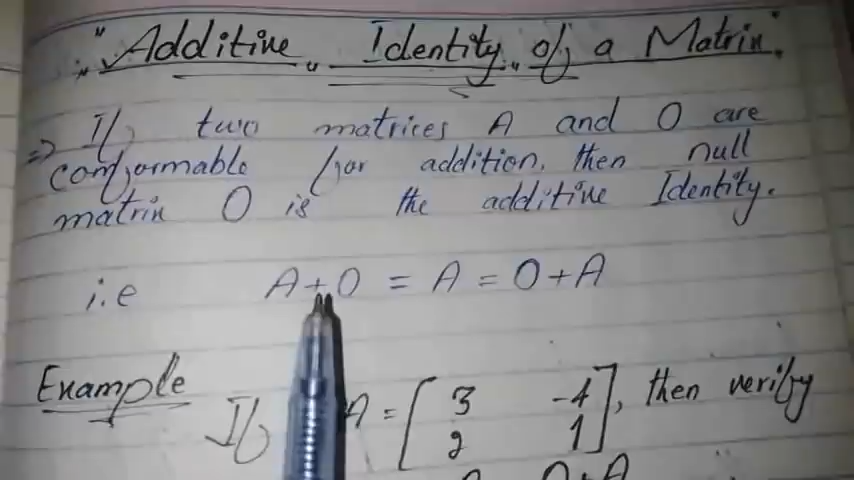 "Additive" Identity" of a Matrix"
⇒ If two matrices A and O are
conformable for addition, then null
matrix O is the additive Identity.
i.e A+O = A = O+A
Example If A = [3 -4], then verify
2 1
A O+A